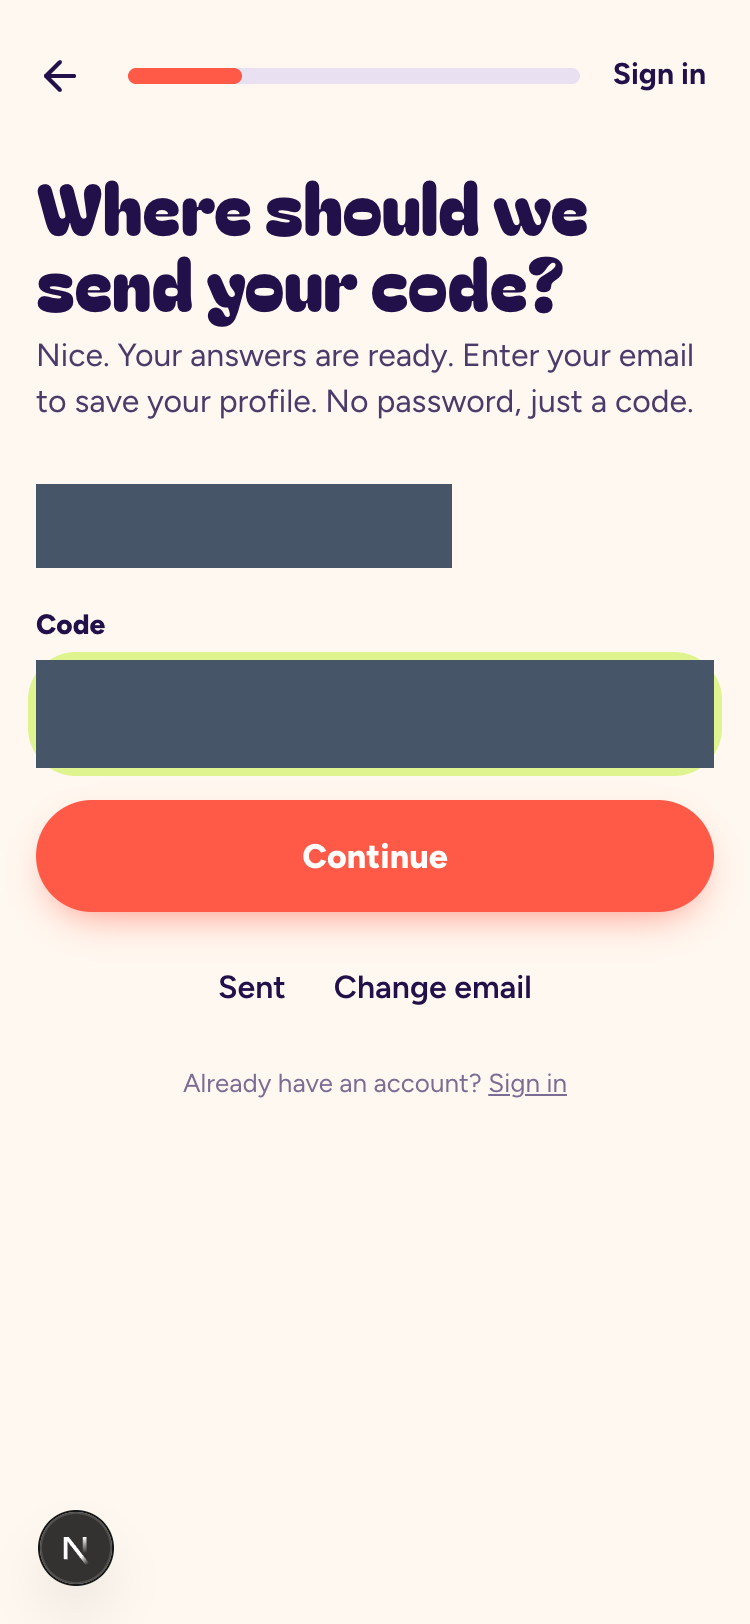 Sign in
Where should we
send your code?
Nice. Your answers are ready. Enter your email
to save your profile. No password, just a code.
Code
Continue
Sent Change email
Already have an account? Sign in
N